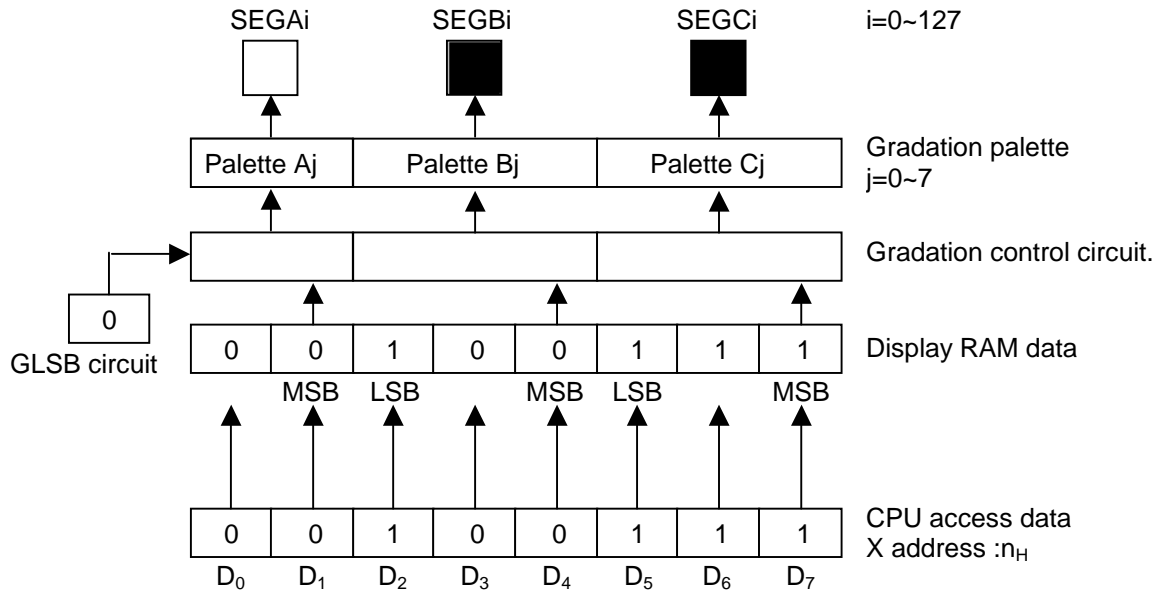 SEGAi SEGBi SEGCi i=0~127
Palette Aj Palette Bj Palette Cj Gradation palette
j=0~7
Gradation control circuit.
0
GLSB circuit
0 0 1 0 0 1 1 1 Display RAM data
MSB LSB MSB LSB MSB
0 0 1 0 0 1 1 1 CPU access data
X address :nH
D0 D1 D2 D3 D4 D5 D6 D7